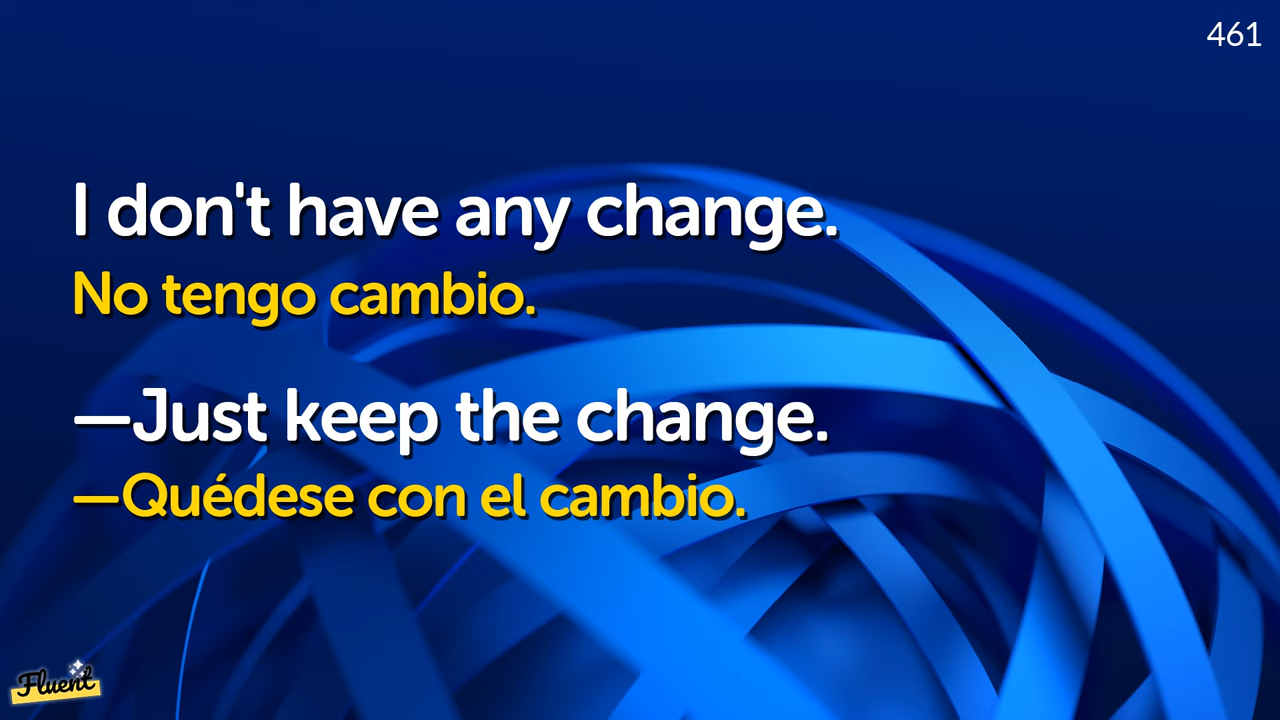 461
I don't have any change.
No tengo cambio.
—Just keep the change.
—Quédese con el cambio.
Fluent